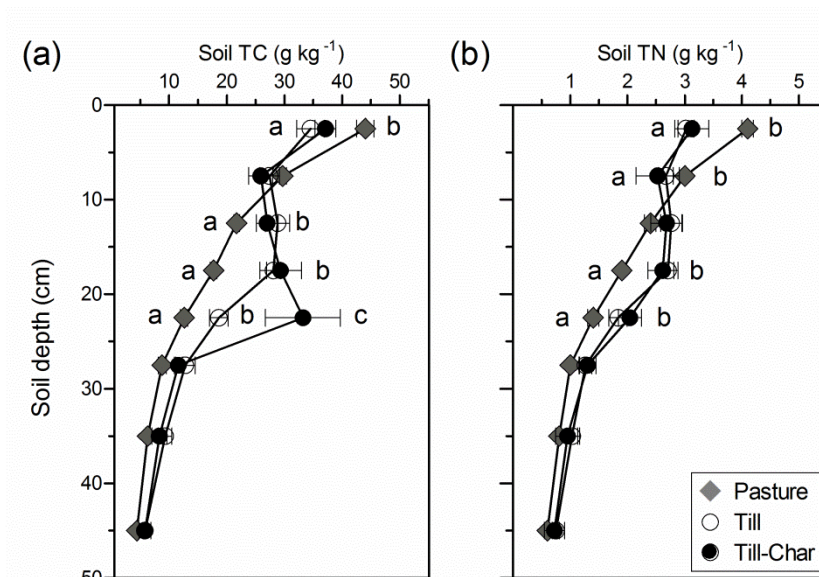 (a)
Soil TC (g kg⁻¹)
10 20 30 40 50
0
10
20
30
40
50
Soil depth (cm)
a b
a b
a b
a b c
(b)
Soil TN (g kg⁻¹)
1 2 3 4 5
a b
a b
a b
a b
Pasture
Till
Till-Char